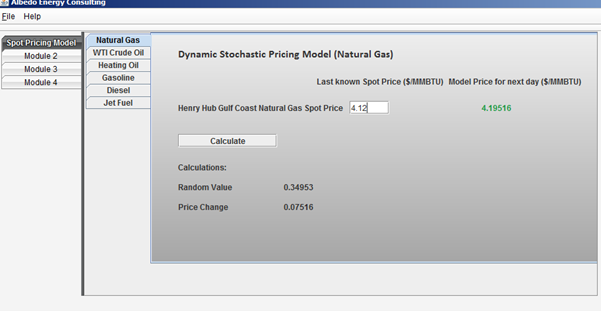 Albedo Energy Consulting
File Help
Spot Pricing Model
Module 2
Module 3
Module 4
Natural Gas
WTI Crude Oil
Heating Oil
Gasoline
Diesel
Jet Fuel
Dynamic Stochastic Pricing Model (Natural Gas)
Last known Spot Price ($/MMBTU) Model Price for next day ($/MMBTU)
Henry Hub Gulf Coast Natural Gas Spot Price 4.12 4.19516
Calculate
Calculations:
Random Value 0.34953
Price Change 0.07516